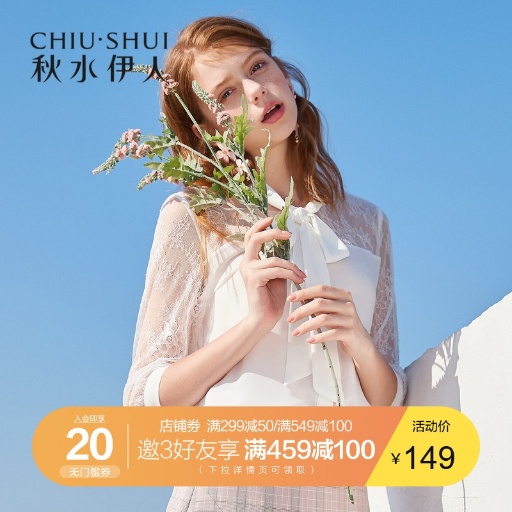 CHIU·SHUI
秋水伊人
入会即享
20
无门槛券
店铺券 满299减50/满549减100
邀3好友享 满459减100
(下拉详情页可领取)
活动价
¥149